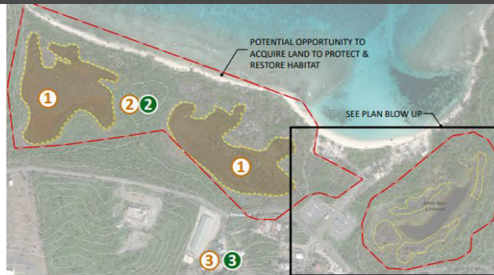 POTENTIAL OPPORTUNITY TO
ACQUIRE LAND TO PROTECT &
RESTORE HABITAT
1
2 2
SEE PLAN BLOW UP
1
3 3